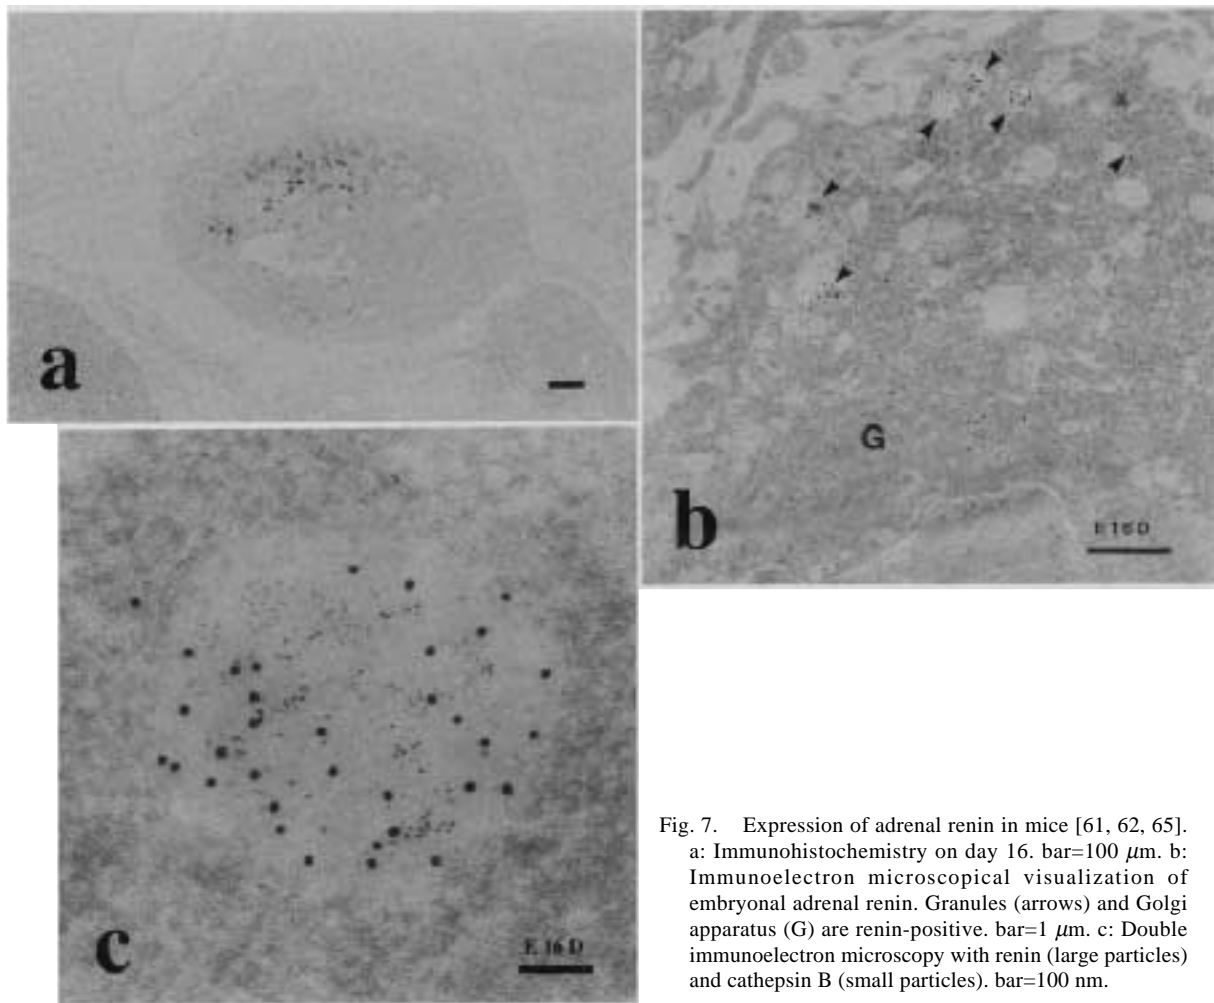 a
b
G
E 16 D
c
E 16 D
Fig. 7. Expression of adrenal renin in mice [61, 62, 65].
a: Immunohistochemistry on day 16. bar=100 μm. b:
Immunoelectron microscopical visualization of
embryonal adrenal renin. Granules (arrows) and Golgi
apparatus (G) are renin-positive. bar=1 μm. c: Double
immunoelectron microscopy with renin (large particles)
and cathepsin B (small particles). bar=100 nm.